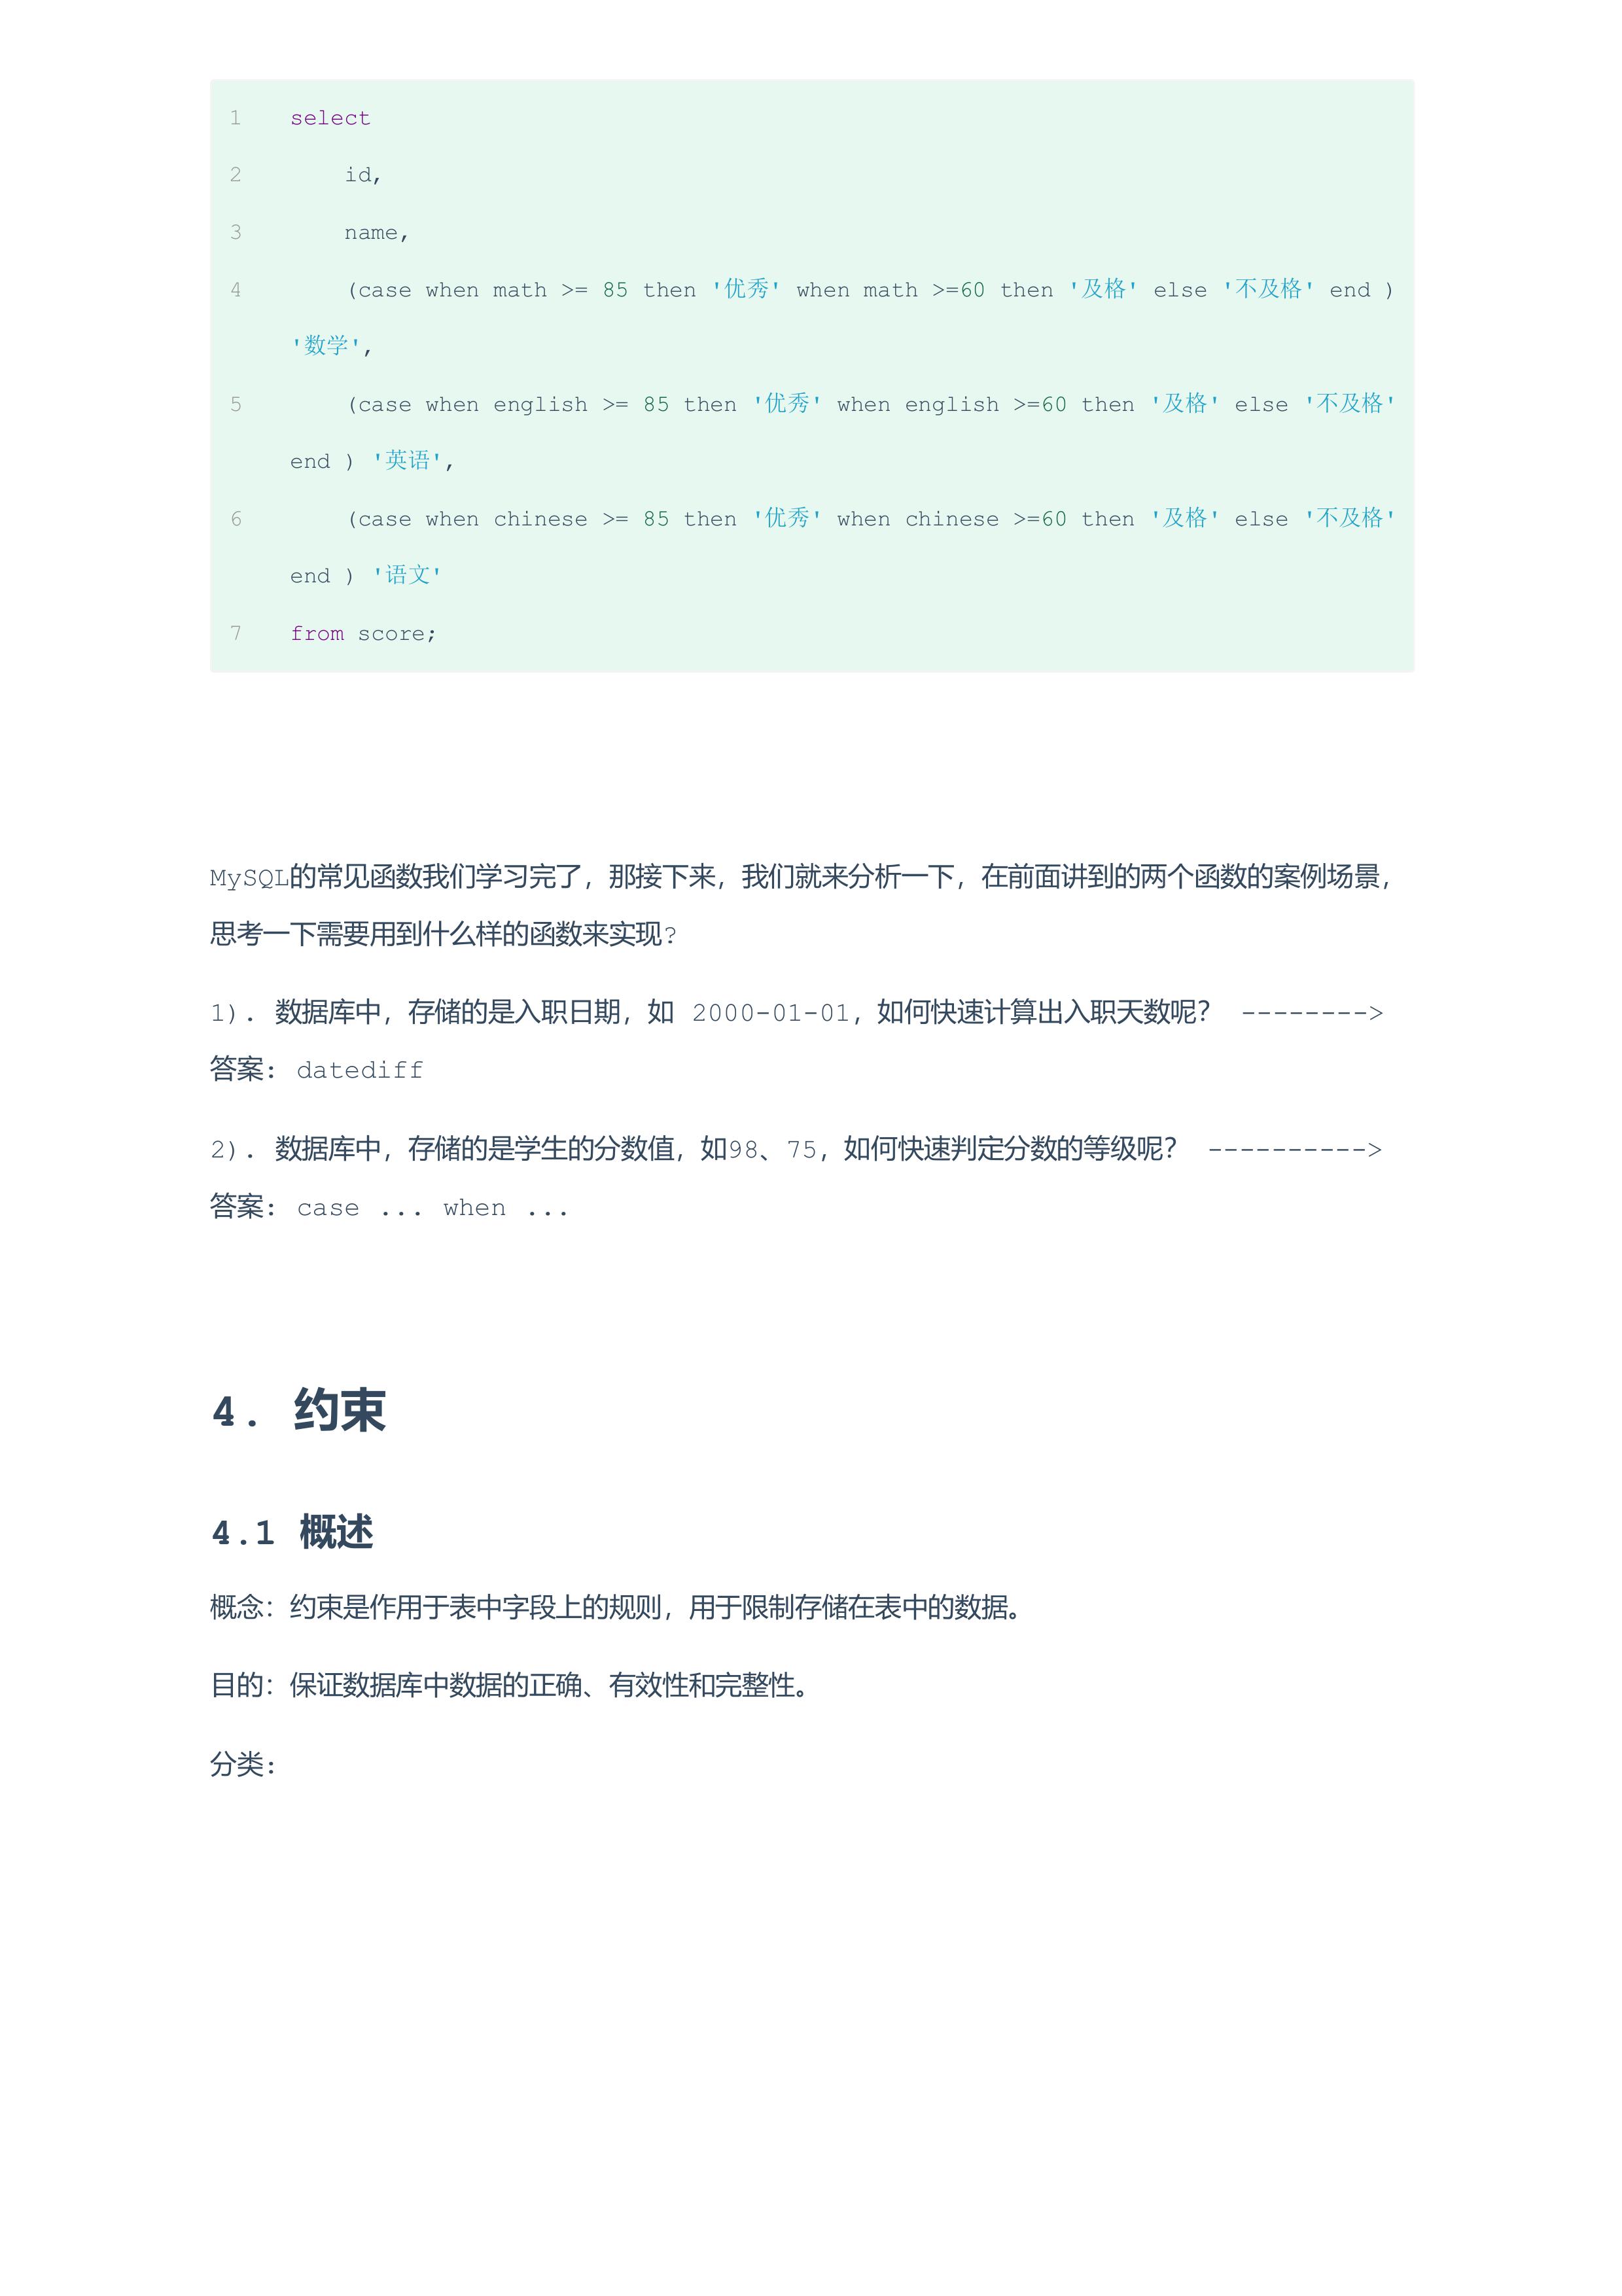 1 select
2 id,
3 name,
4 (case when math >= 85 then '优秀' when math >=60 then '及格' else '不及格' end )
'数学',
5 (case when english >= 85 then '优秀' when english >=60 then '及格' else '不及格'
end ) '英语',
6 (case when chinese >= 85 then '优秀' when chinese >=60 then '及格' else '不及格'
end ) '语文'
7 from score;
MySQL的常见函数我们学习完了，那接下来，我们就来分析一下，在前面讲到的两个函数的案例场景，
思考一下需要用到什么样的函数来实现?
1). 数据库中，存储的是入职日期，如 2000-01-01，如何快速计算出入职天数呢？ -------->
答案: datediff
2). 数据库中，存储的是学生的分数值，如98、75，如何快速判定分数的等级呢？ ---------->
答案: case ... when ...
4. 约束
4.1 概述
概念：约束是作用于表中字段上的规则，用于限制存储在表中的数据。
目的：保证数据库中数据的正确、有效性和完整性。
分类: